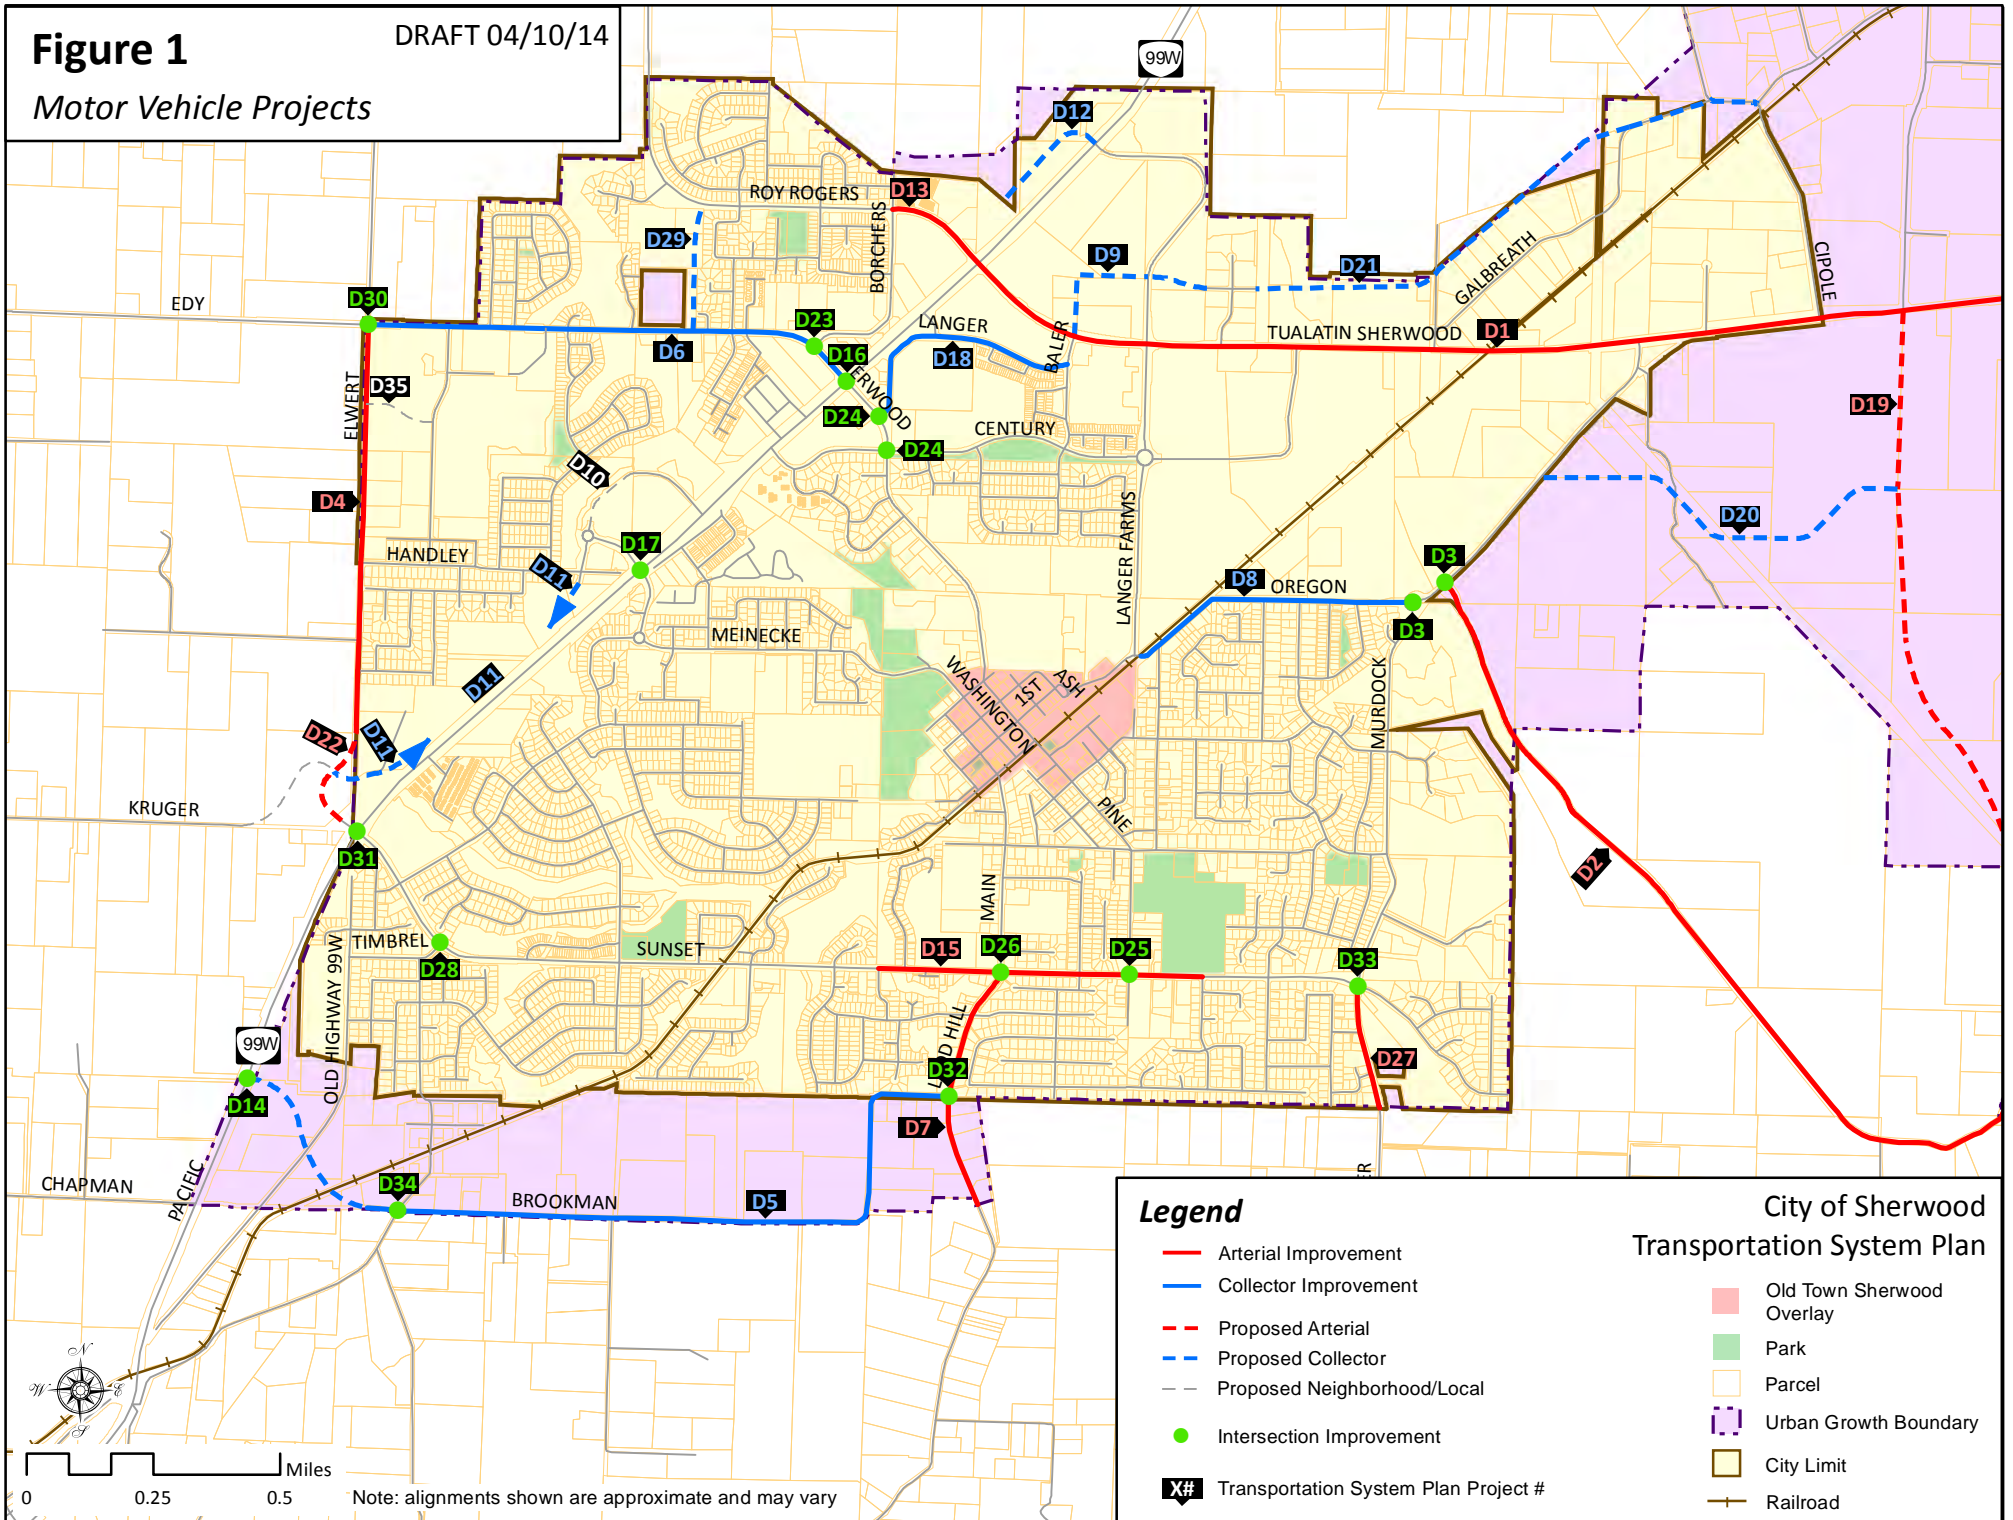 Figure 1
DRAFT 04/10/14
Motor Vehicle Projects
99W
D12
ROY ROGERS
D13
BORCHERS
D29
D9
D21
GALBREATH
CIPOLE
EDY
D30
D23
LANGER
TUALATIN SHERWOOD
D1
D6
D16
D18
BALER
ERWOOD
ELWERT
D35
D24
D19
CENTURY
D24
D10
D4
LANGER FARMS
D20
HANDLEY
D17
D11
D3
D8
OREGON
D3
MEINECKE
WASHINGTON
1ST
ASH
MURDOCK
D11
D22
D11
KRUGER
PINE
D31
D2
MAIN
TIMBREL
D28
OLD HIGHWAY 99W
SUNSET
D15
D26
D25
D33
99W
D HILL
D27
D32
D14
D7
PACIFIC
CHAPMAN
D34
BROOKMAN
D5
ER
Legend
Arterial Improvement
Collector Improvement
Proposed Arterial
Proposed Collector
Proposed Neighborhood/Local
Intersection Improvement
X# Transportation System Plan Project #
City of Sherwood
Transportation System Plan
Old Town Sherwood
Overlay
Park
Parcel
Urban Growth Boundary
City Limit
Railroad
N
W E
S
Miles
0 0.25 0.5
Note: alignments shown are approximate and may vary